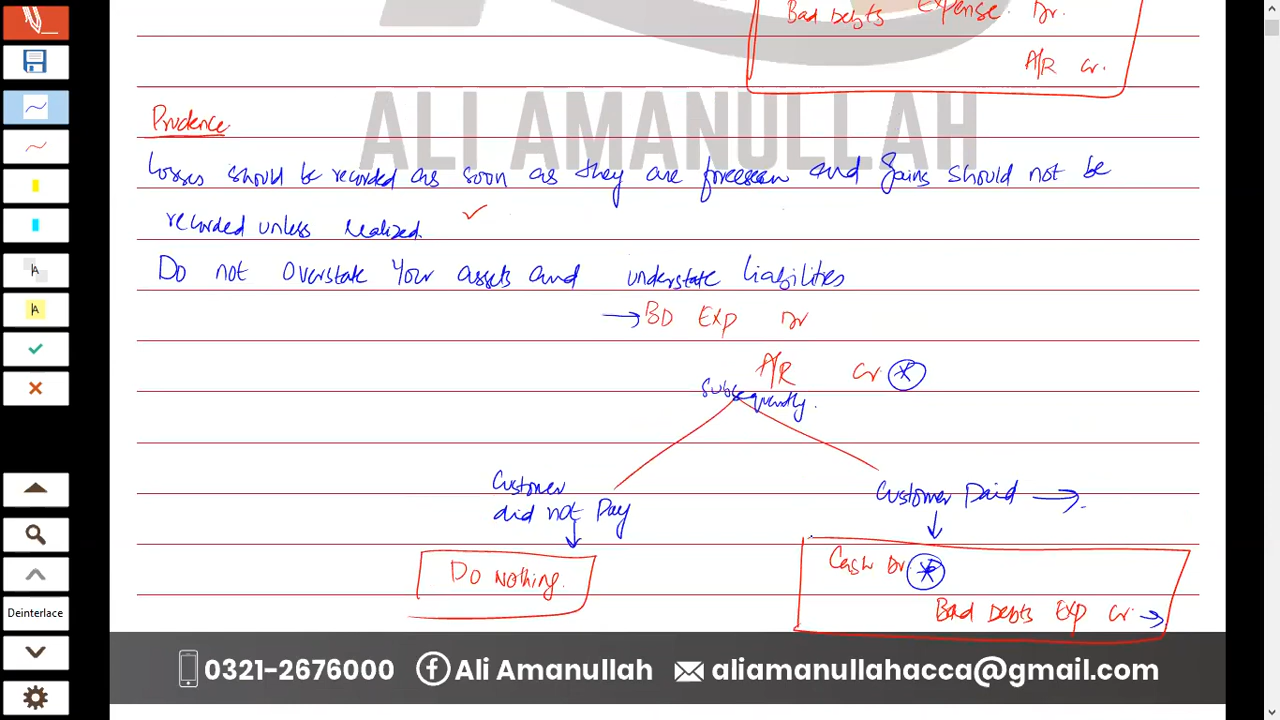 Bad Debts Expense. Dr.
A/R cr.
ALI AMANULLAH
Prudence
Losses should be recorded as soon as they are foreseen and gains should not be
recorded unless realized. ✓
Do not overstate your assets and understate liabilities
→ BD Exp Dr
A/R Cr *
Subsequently.
Customer
did not Pay
Customer Paid →
Do Nothing.
Cash Dr. *
Bad debts Exp Cr. →
0321-2676000 Ali Amanullah aliamanullahacca@gmail.com
A
A
Deinterlace